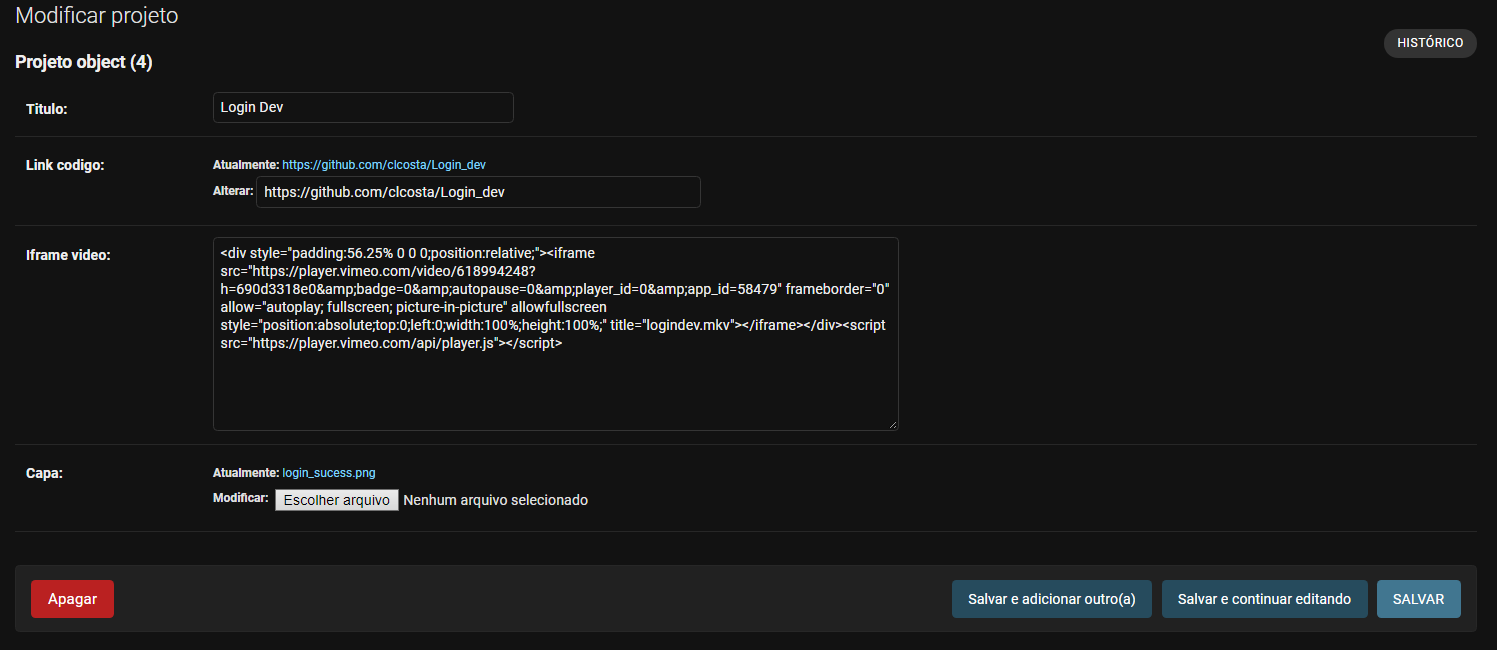 Modificar projeto
HISTÓRICO
Projeto object (4)
Titulo:
Login Dev
Link codigo:
Atualmente: https://github.com/clcosta/Login_dev
Alterar: https://github.com/clcosta/Login_dev
Iframe video:
<div style="padding:56.25% 0 0 0;position:relative;"><iframe
src="https://player.vimeo.com/video/618994248?
h=690d3318e0&amp;badge=0&amp;autopause=0&amp;player_id=0&amp;app_id=58479" frameborder="0"
allow="autoplay; fullscreen; picture-in-picture" allowfullscreen
style="position:absolute;top:0;left:0;width:100%;height:100%;" title="logindev.mkv"></iframe></div><script
src="https://player.vimeo.com/api/player.js"></script>
Capa:
Atualmente: login_sucess.png
Modificar: Escolher arquivo Nenhum arquivo selecionado
Apagar
Salvar e adicionar outro(a)
Salvar e continuar editando
SALVAR